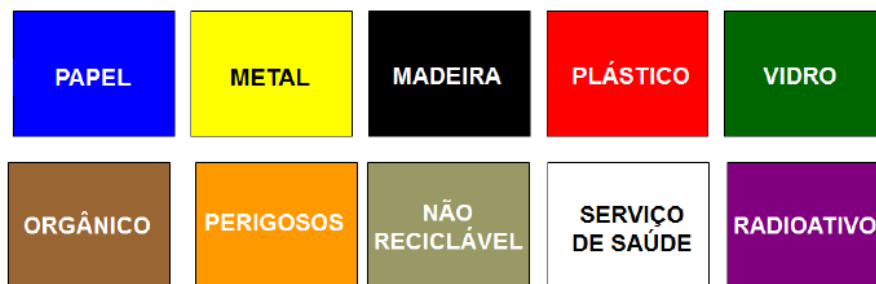 PAPEL
METAL
MADEIRA
PLÁSTICO
VIDRO
ORGÂNICO
PERIGOSOS
NÃO
RECICLÁVEL
SERVIÇO
DE SAÚDE
RADIOATIVO